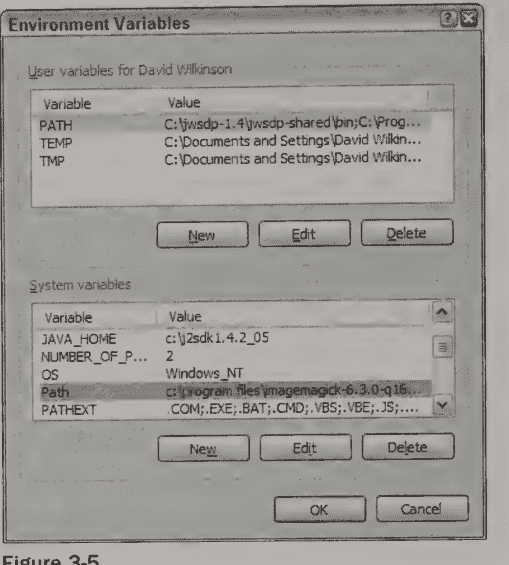 Environment Variables
User variables for David Wilkinson
Variable Value
PATH C:\jwsdp-1.4\jwsdp-shared\bin;C:\Prog...
TEMP C:\Documents and Settings\David Wilkin...
TMP C:\Documents and Settings\David Wilkin...
New Edit Delete
System variables
Variable Value
JAVA_HOME c:\j2sdk1.4.2_05
NUMBER_OF_P... 2
OS Windows_NT
Path c:\program files\imagemagick-6.3.0-q16...
PATHEXT .COM;.EXE;.BAT;.CMD;.VBS;.VBE;.JS;....
New Edit Delete
OK Cancel
Figure 3-5